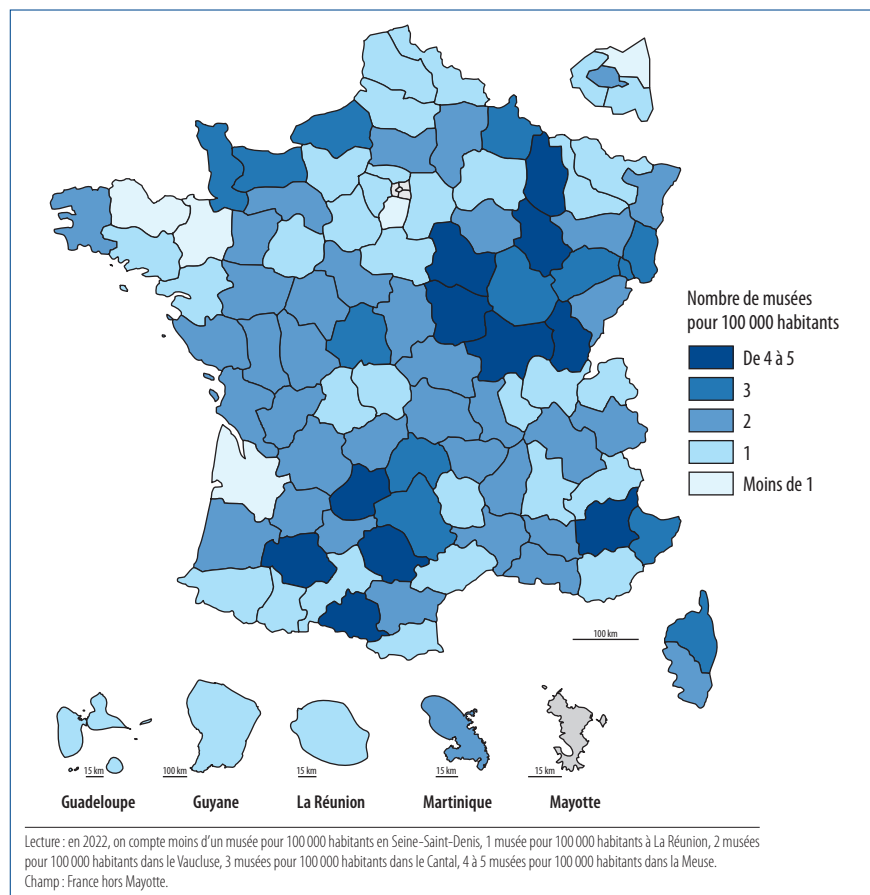 Nombre de musées
pour 100 000 habitants
De 4 à 5
3
2
1
Moins de 1
100 km
15 km
100 km
15 km
15 km
15 km
Guadeloupe
Guyane
La Réunion
Martinique
Mayotte
Lecture : en 2022, on compte moins d’un musée pour 100 000 habitants en Seine-Saint-Denis, 1 musée pour 100 000 habitants à La Réunion, 2 musées
pour 100 000 habitants dans le Vaucluse, 3 musées pour 100 000 habitants dans le Cantal, 4 à 5 musées pour 100 000 habitants dans la Meuse.
Champ : France hors Mayotte.